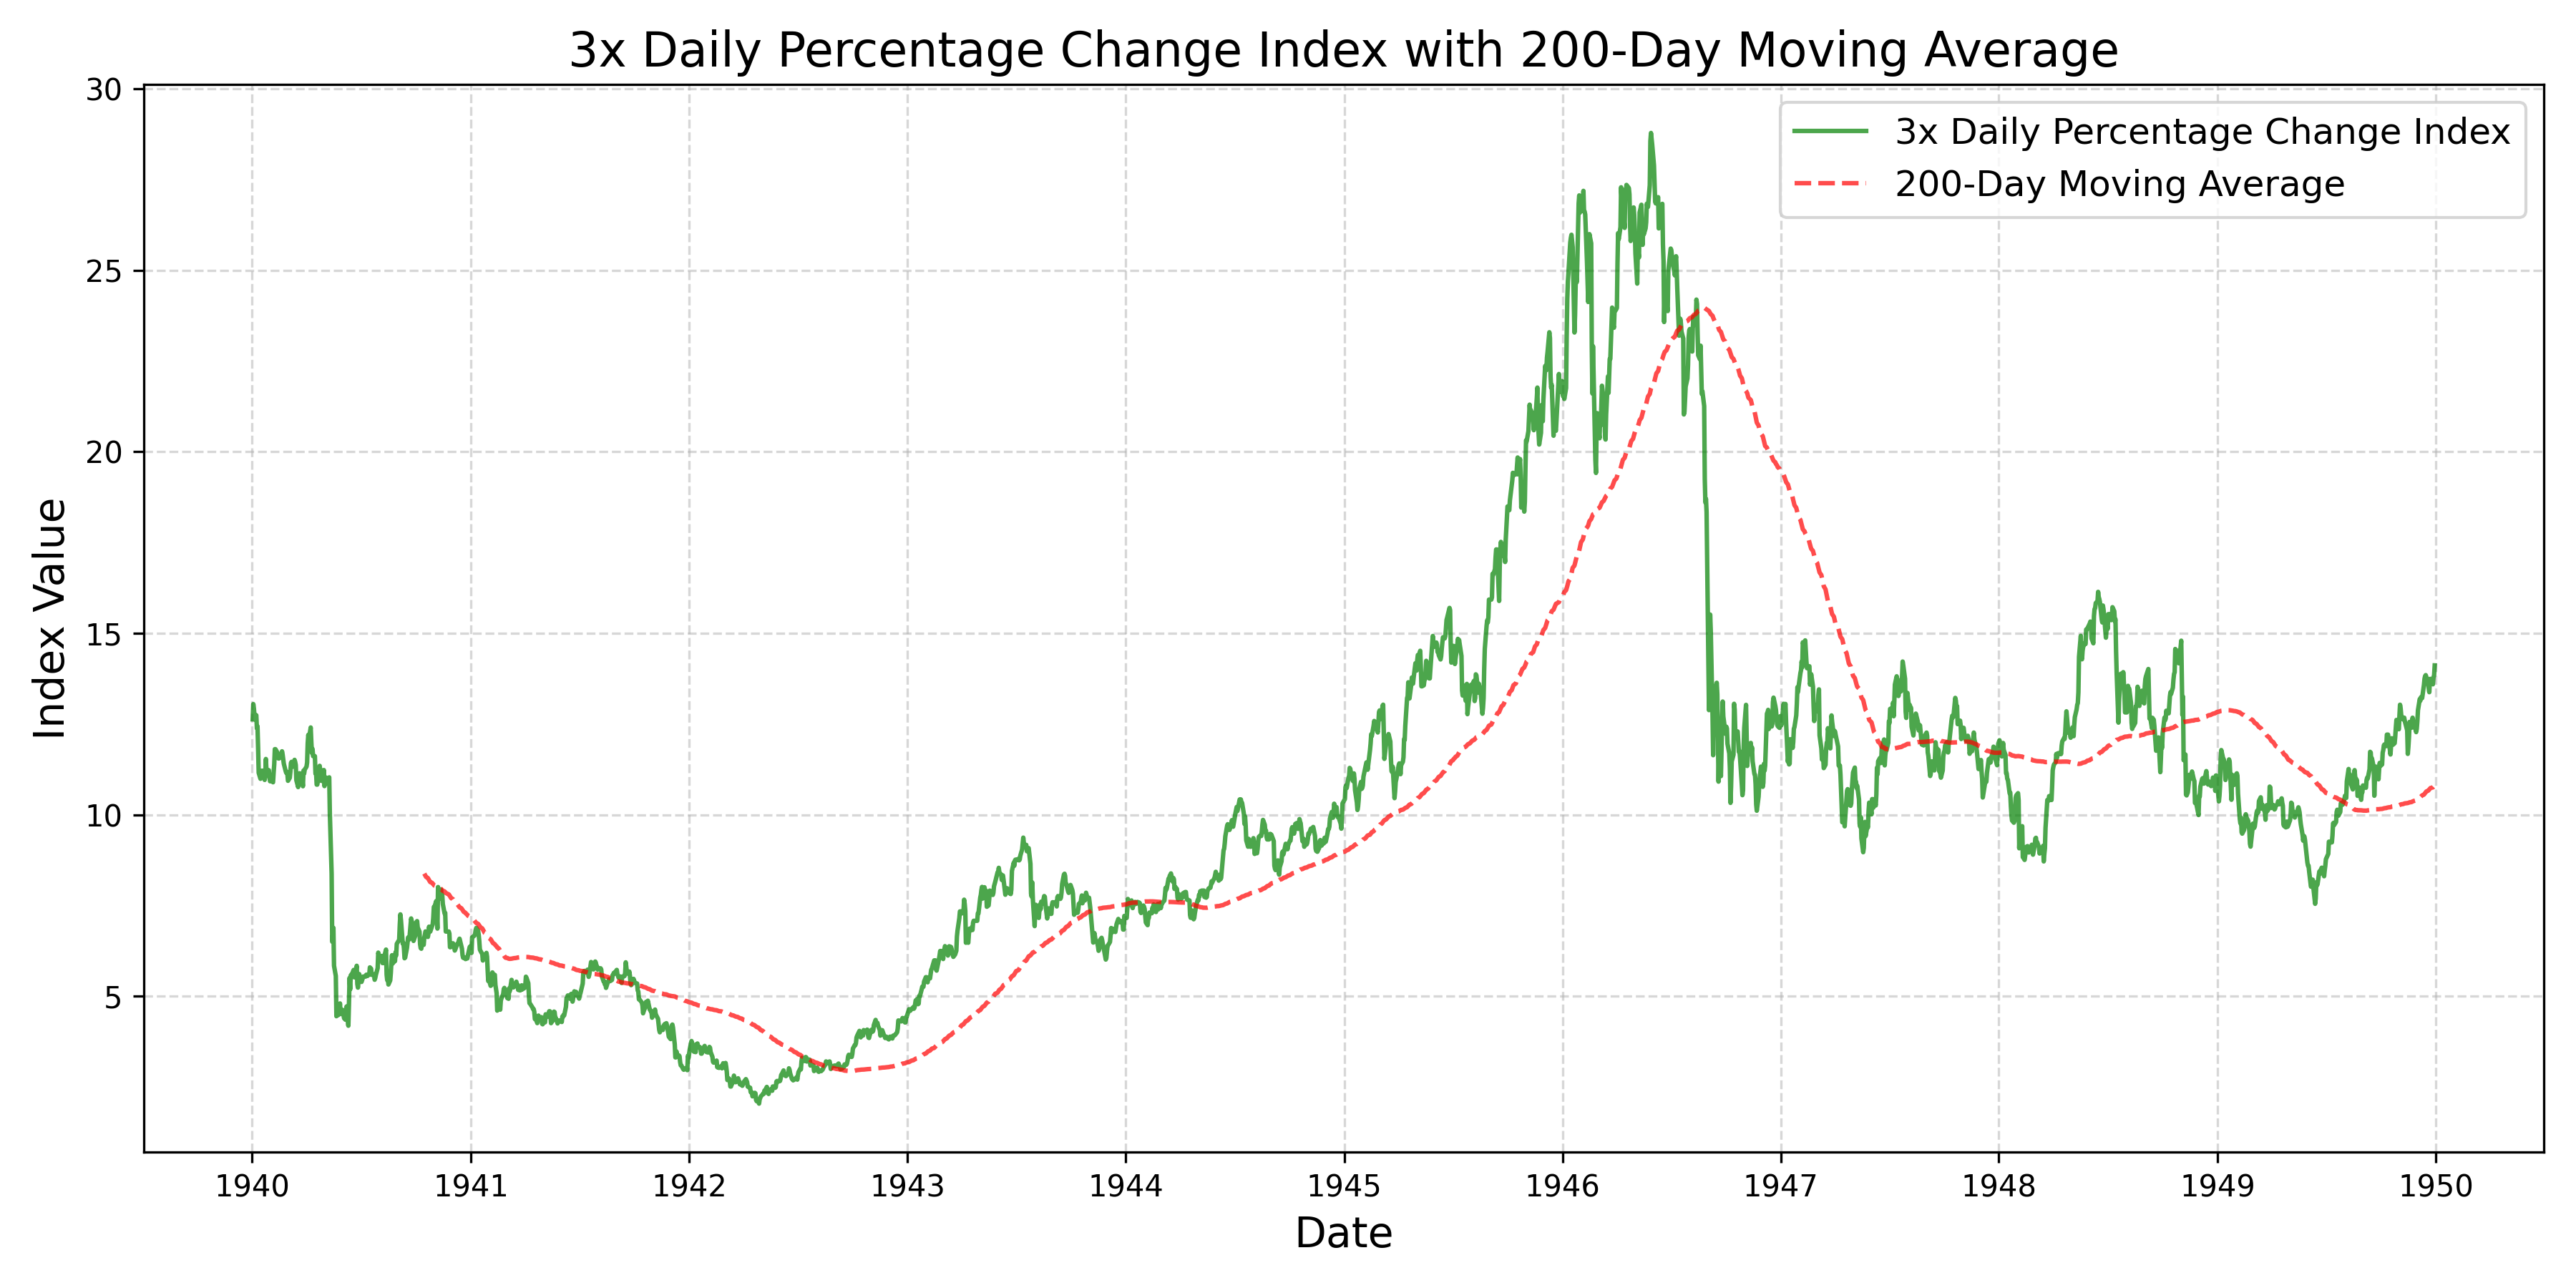 3x Daily Percentage Change Index with 200-Day Moving Average
3x Daily Percentage Change Index
200-Day Moving Average
Index Value
30
25
20
15
10
5
1940 1941 1942 1943 1944 1945 1946 1947 1948 1949 1950
Date